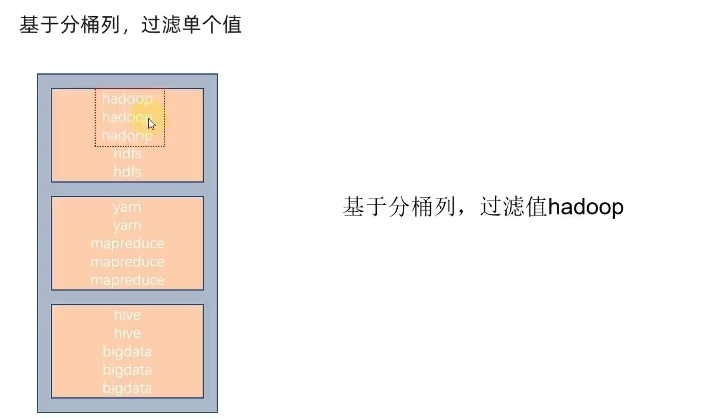 基于分桶列，过滤单个值
hadoop
hadoop
hadoop
hdfs
hdfs
yarn
yarn
mapreduce
mapreduce
mapreduce
hive
hive
bigdata
bigdata
bigdata
基于分桶列，过滤值hadoop